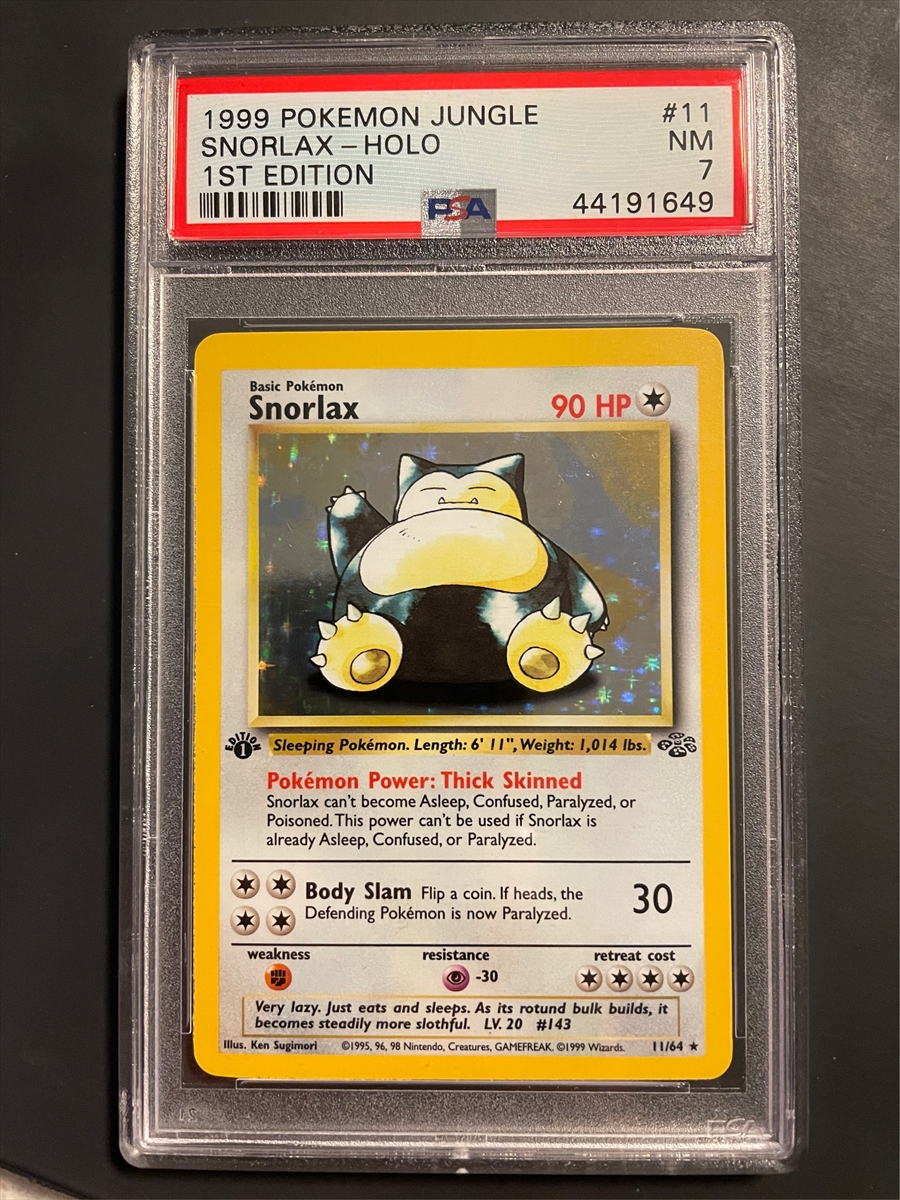 1999 POKEMON JUNGLE #11
SNORLAX - HOLO NM
1ST EDITION 7
PSA 44191649
Basic Pokémon
Snorlax 90 HP
EDITION 1
Sleeping Pokémon. Length: 6' 11", Weight: 1,014 lbs.
Pokémon Power: Thick Skinned
Snorlax can't become Asleep, Confused, Paralyzed, or
Poisoned. This power can't be used if Snorlax is
already Asleep, Confused, or Paralyzed.
Body Slam Flip a coin. If heads, the 30
Defending Pokémon is now Paralyzed.
weakness resistance retreat cost
-30
Very lazy. Just eats and sleeps. As its rotund bulk builds, it
becomes steadily more slothful. LV. 20 #143
Illus. Ken Sugimori ©1995, 96, 98 Nintendo, Creatures, GAMEFREAK. ©1999 Wizards. 11/64 ★
PSA